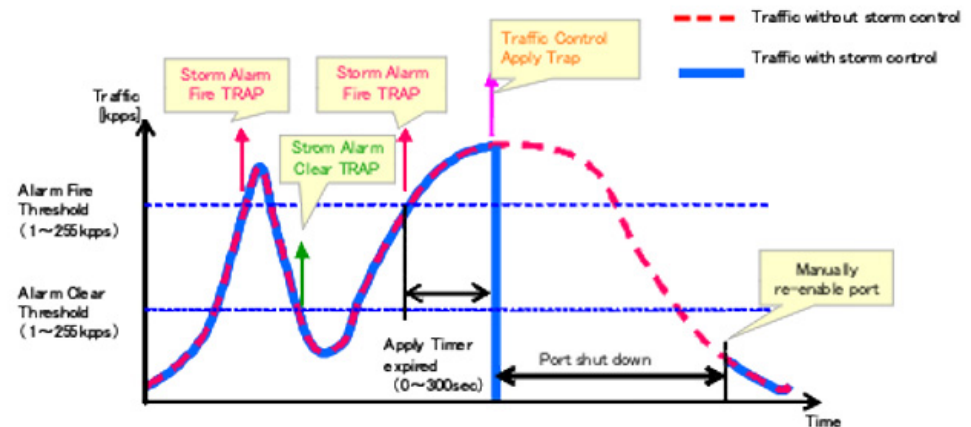 Traffic without storm control
Traffic with storm control
Traffic Control
Apply Trap
Storm Alarm
Fire TRAP
Storm Alarm
Fire TRAP
Strom Alarm
Clear TRAP
Traffic
[kpps]
Alarm Fire
Threshold
(1～255kpps)
Alarm Clear
Threshold
(1～255kpps)
Manually
re-enable port
Apply Timer
expired
(0～300sec)
Port shut down
Time